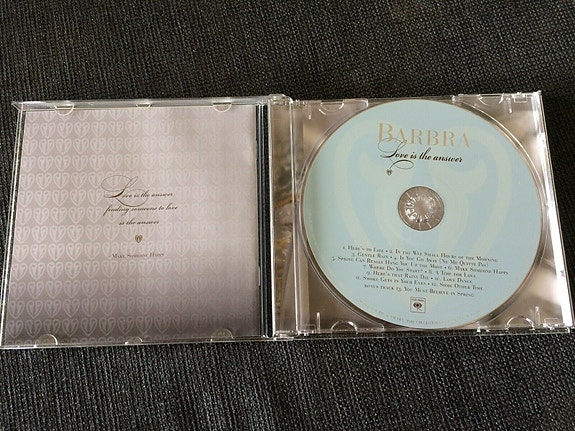 Love is the answer
finding someone to love
is the answer
Make Someone Happy
BARBRA
Love is the answer
1. Here's to Life • 2. In the Wee Small Hours of the Morning
3. Gentle Rain • 4. If You Go Away (Ne Me Quitte Pas)
5. Spring Can Really Hang You Up the Most • 6. Make Someone Happy
7. Where Do You Start? • 8. A Time for Love
9. Here's That Rainy Day • 10. Love Dance
11. Smoke Gets in Your Eyes • 12. Some Other Time
bonus track 13. You Must Believe in Spring